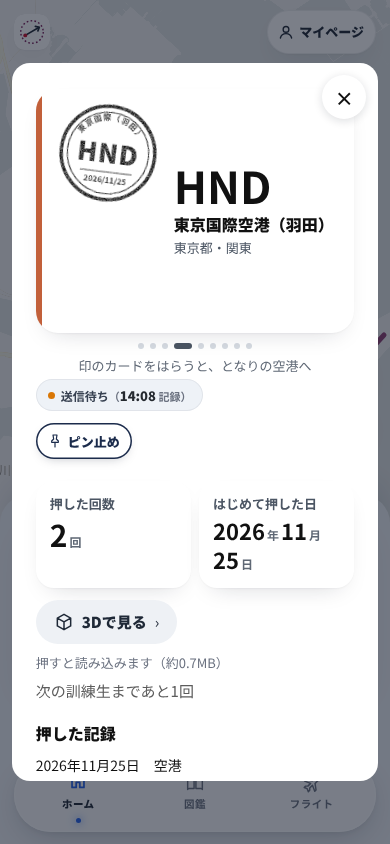 マイページ
東京国際（羽田）
HND
2026/11/25
HND
東京国際空港（羽田）
東京都・関東
印のカードをはらうと、となりの空港へ
送信待ち（14:08 記録）
ピン止め
押した回数
2回
はじめて押した日
2026年11月
25日
3Dで見る ›
押すと読み込みます（約0.7MB）
次の訓練生まであと1回
押した記録
2026年11月25日　空港
ホーム
図鑑
フライト